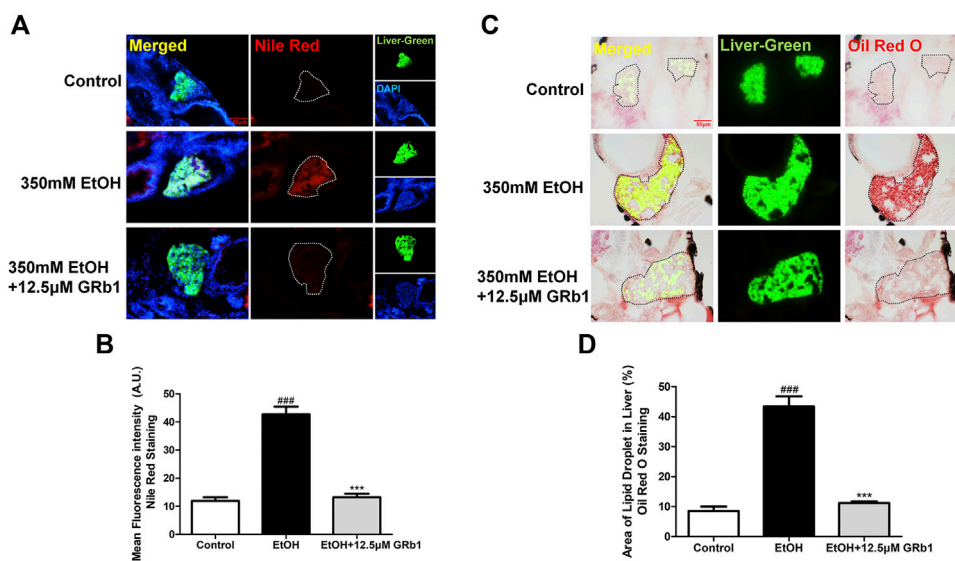 A
Merged
Nile Red
Liver-Green
DAPI
Control
50μm
350mM EtOH
350mM EtOH
+12.5μM GRb1
B
Mean Fluorescence intensity (A.U.)
Nile Red Staining
50
40
30
20
10
0
###
***
Control
EtOH
EtOH+12.5μM GRb1
C
Merged
Liver-Green
Oil Red O
Control
50μm
350mM EtOH
350mM EtOH
+12.5μM GRb1
D
Area of Lipid Droplet in Liver (%)
Oil Red O Staining
50
40
30
20
10
0
###
***
Control
EtOH
EtOH+12.5μM GRb1